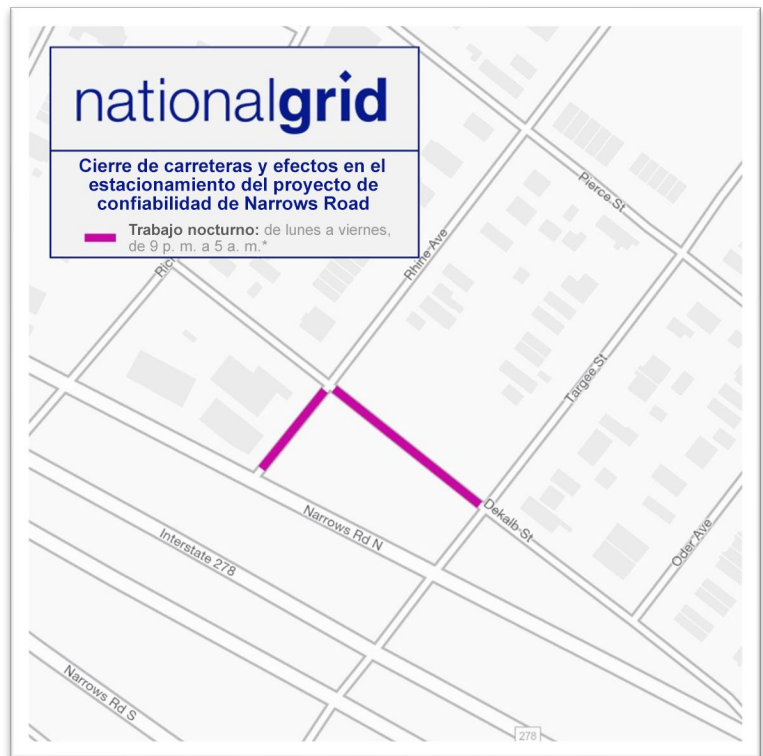 nationalgrid
Cierre de carreteras y efectos en el
estacionamiento del proyecto de
confiabilidad de Narrows Road
Trabajo nocturno: de lunes a viernes,
de 9 p. m. a 5 a. m.*
Pierce St
Rhine Ave
Targee St
Dekalb St
Narrows Rd N
Oder Ave
Interstate 278
Narrows Rd S
278